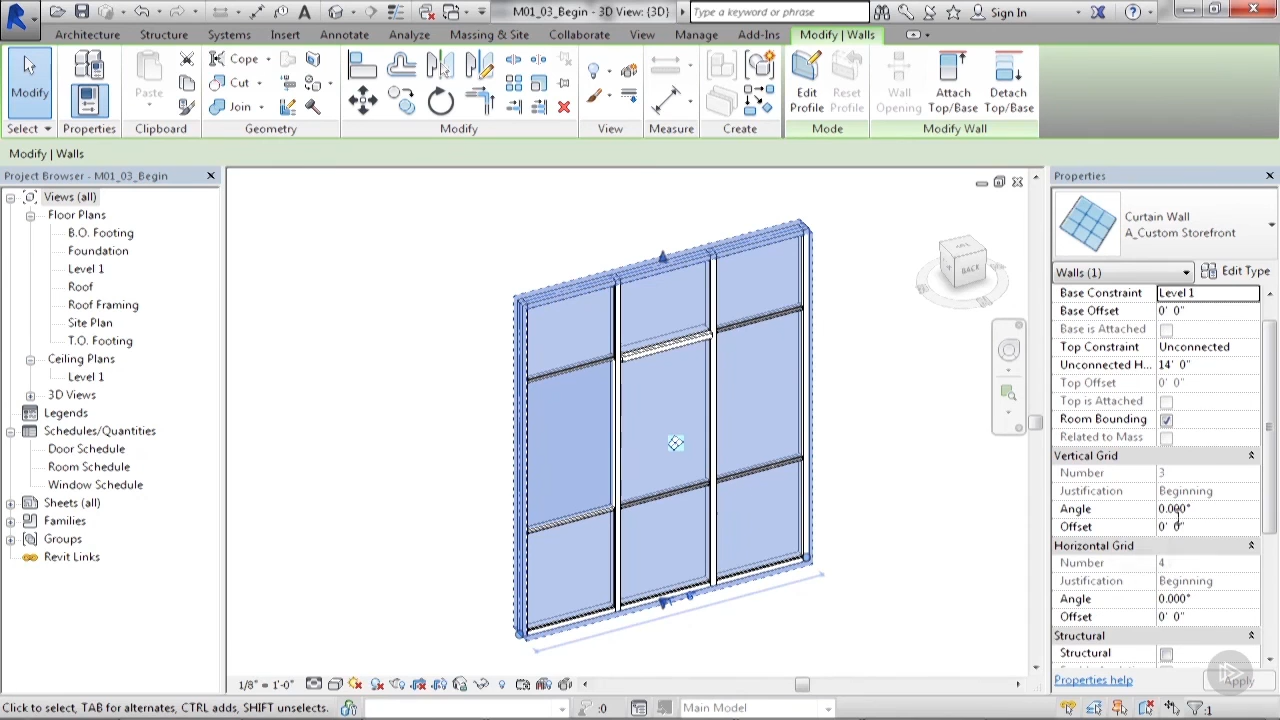 M01_03_Begin - 3D View: {3D}
Type a keyword or phrase
Sign In
Architecture Structure Systems Insert Annotate Analyze Massing & Site Collaborate View Manage Add-Ins Modify | Walls
Modify
Paste
Cope
Cut
Join
Edit Profile
Reset Profile
Wall Opening
Attach Top/Base
Detach Top/Base
Select Properties Clipboard Geometry Modify View Measure Create Mode Modify Wall
Modify | Walls
Project Browser - M01_03_Begin
Views (all)
Floor Plans
B.O. Footing
Foundation
Level 1
Roof
Roof Framing
Site Plan
T.O. Footing
Ceiling Plans
Level 1
3D Views
Legends
Schedules/Quantities
Door Schedule
Room Schedule
Window Schedule
Sheets (all)
Families
Groups
Revit Links
BACK
Properties
Curtain Wall
A_Custom Storefront
Walls (1)
Edit Type
Base Constraint Level 1
Base Offset 0' 0"
Base is Attached
Top Constraint Unconnected
Unconnected H... 14' 0"
Top Offset 0' 0"
Top is Attached
Room Bounding
Related to Mass
Vertical Grid
Number 3
Justification Beginning
Angle 0.000°
Offset 0' 0"
Horizontal Grid
Number 4
Justification Beginning
Angle 0.000°
Offset 0' 0"
Structural
Structural
Properties help
Apply
1/8" = 1'-0"
Click to select, TAB for alternates, CTRL adds, SHIFT unselects.
:0
Main Model
:1